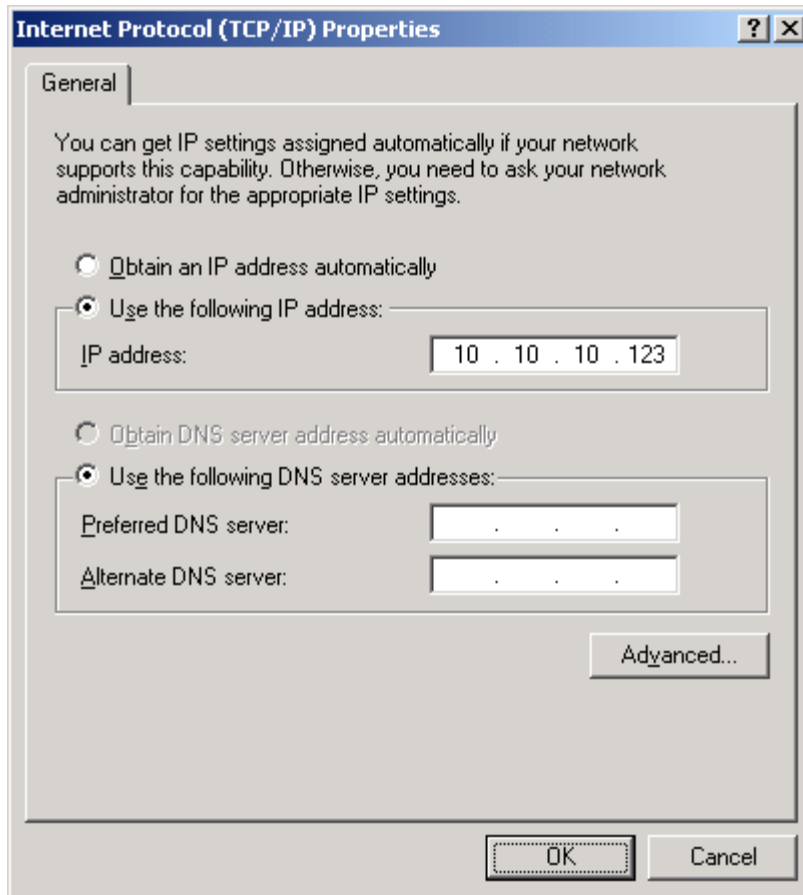 Internet Protocol (TCP/IP) Properties
General
You can get IP settings assigned automatically if your network
supports this capability. Otherwise, you need to ask your network
administrator for the appropriate IP settings.
Obtain an IP address automatically
Use the following IP address:
IP address: 10 . 10 . 10 . 123
Obtain DNS server address automatically
Use the following DNS server addresses:
Preferred DNS server: . . .
Alternate DNS server: . . .
Advanced...
OK Cancel